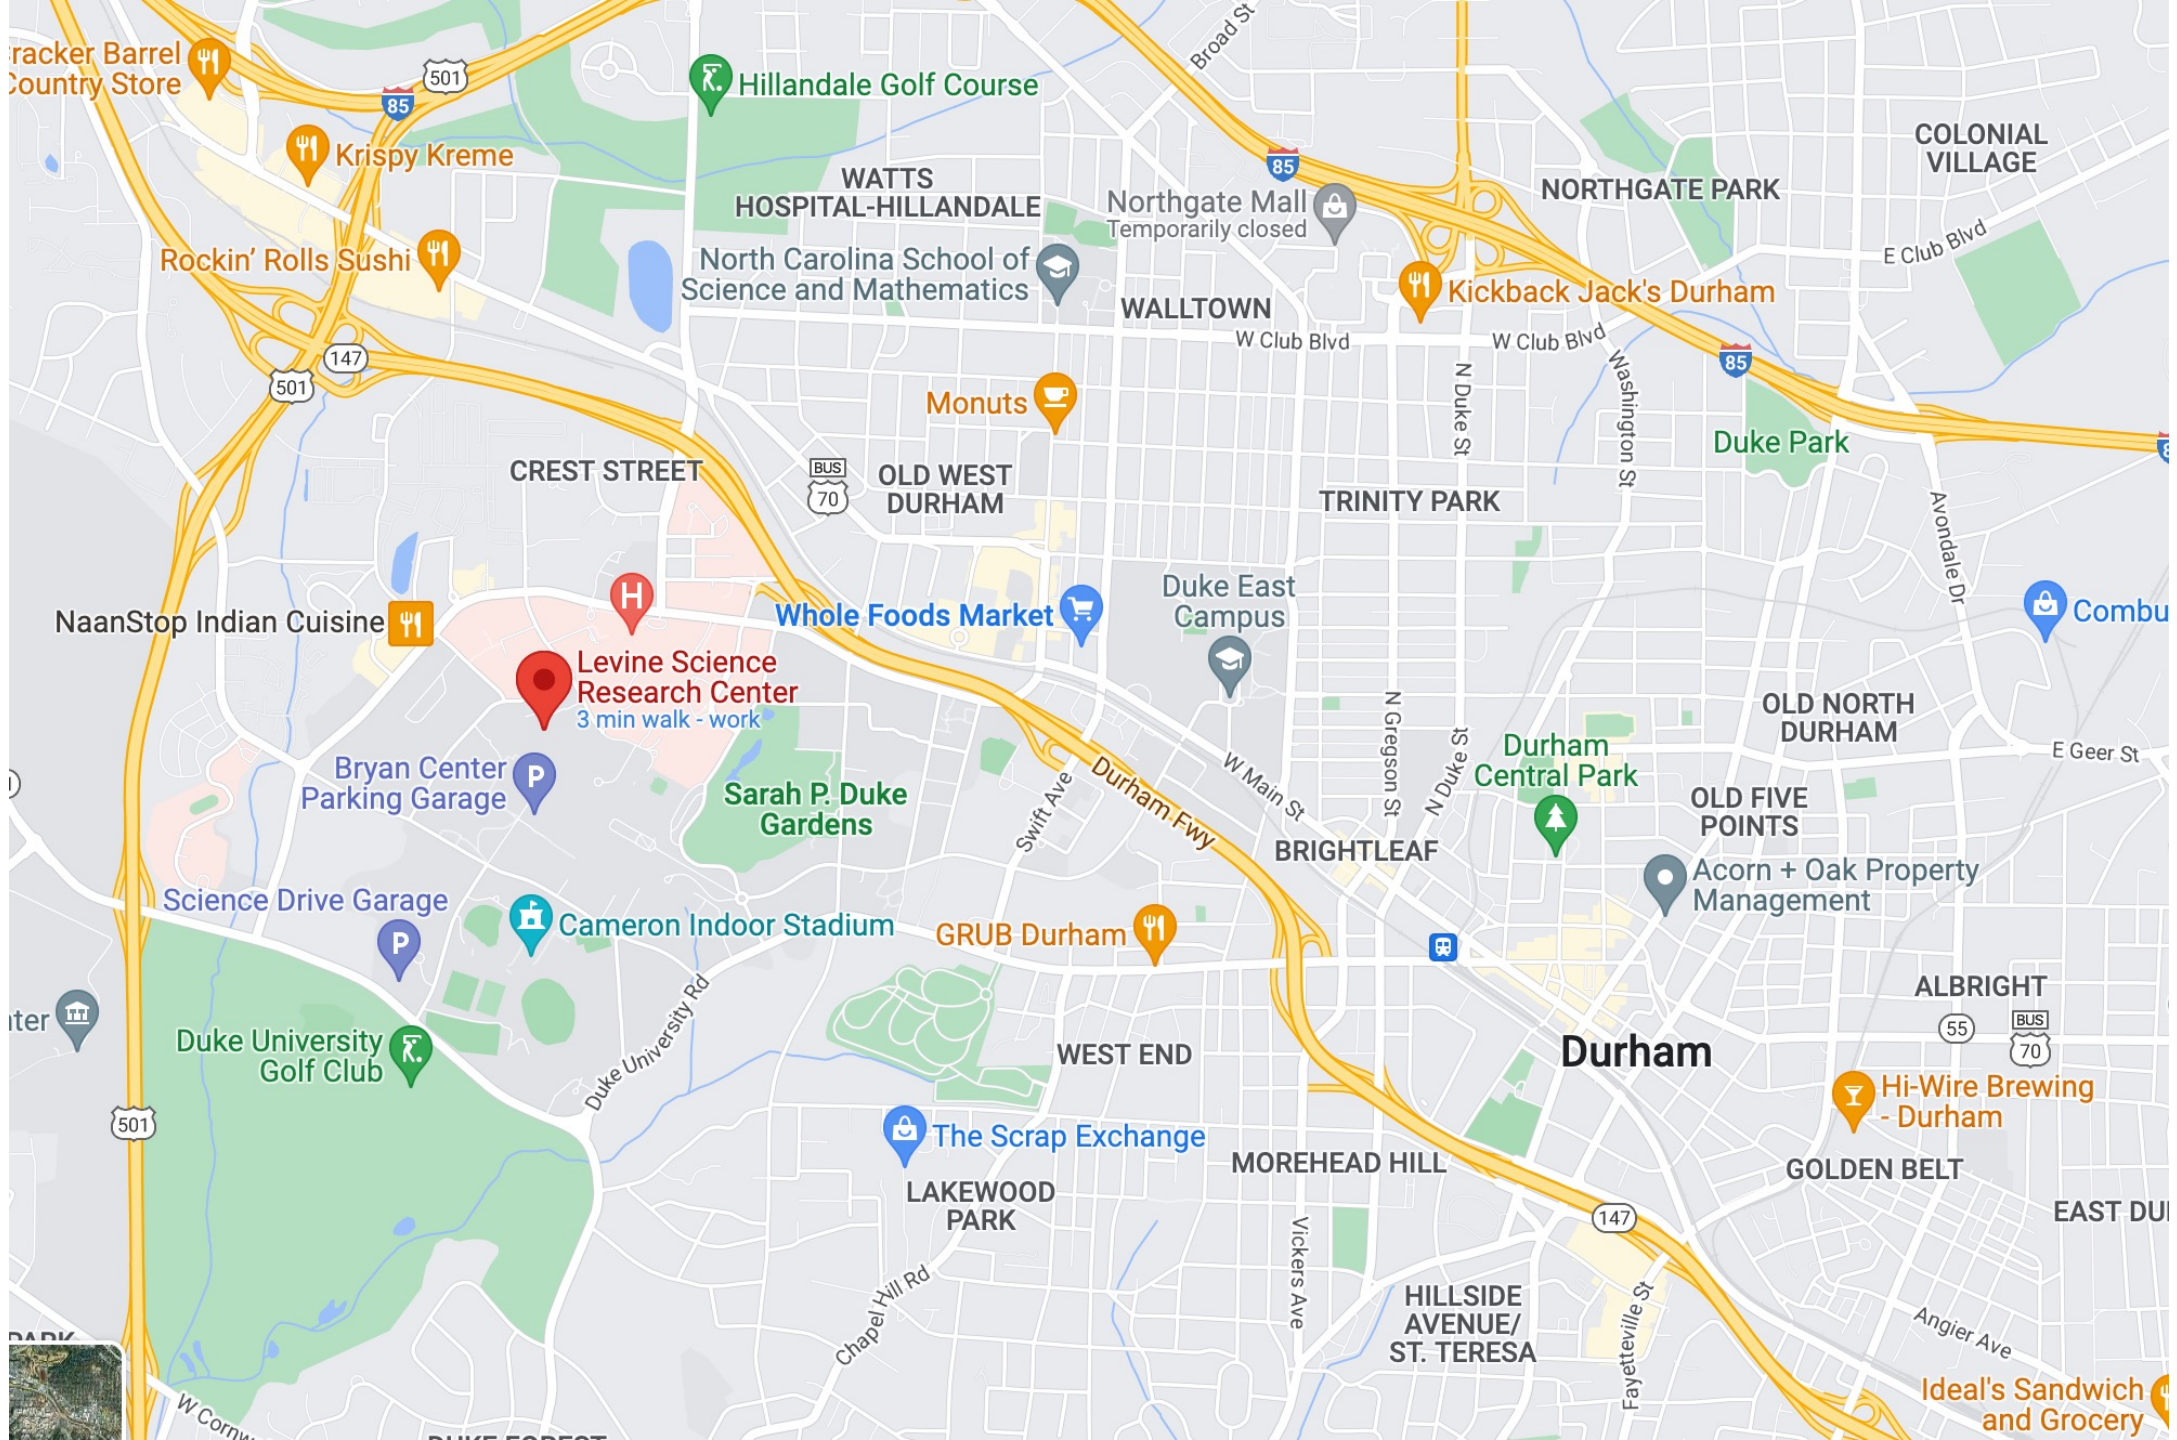 Broad St
racker Barrel
Country Store
501
85
Hillandale Golf Course
Krispy Kreme
COLONIAL
VILLAGE
85
WATTS
HOSPITAL-HILLANDALE
Northgate Mall
Temporarily closed
NORTHGATE PARK
E Club Blvd
Rockin' Rolls Sushi
North Carolina School of
Science and Mathematics
Kickback Jack's Durham
WALLTOWN
W Club Blvd
W Club Blvd
147
501
85
Washington St
N Duke St
Monuts
Duke Park
CREST STREET
BUS
70
OLD WEST
DURHAM
TRINITY PARK
Avondale Dr
NaanStop Indian Cuisine
H
Whole Foods Market
Duke East
Campus
Combu
Levine Science
Research Center
3 min walk - work
OLD NORTH
DURHAM
N Gregson St
N Duke St
Durham
Central Park
E Geer St
Bryan Center
Parking Garage
P
Sarah P. Duke
Gardens
Swift Ave
Durham Fwy
W Main St
OLD FIVE
POINTS
BRIGHTLEAF
Acorn + Oak Property
Management
Science Drive Garage
P
Cameron Indoor Stadium
GRUB Durham
ALBRIGHT
nter
Duke University
Golf Club
Duke University Rd
WEST END
Durham
55
BUS
70
501
The Scrap Exchange
Hi-Wire Brewing
- Durham
MOREHEAD HILL
GOLDEN BELT
LAKEWOOD
PARK
147
EAST DU
Vickers Ave
Chapel Hill Rd
HILLSIDE
AVENUE/
ST. TERESA
Fayetteville St
Angier Ave
PARK
W Cornw
Ideal's Sandwich
and Grocery
DUKE FOREST